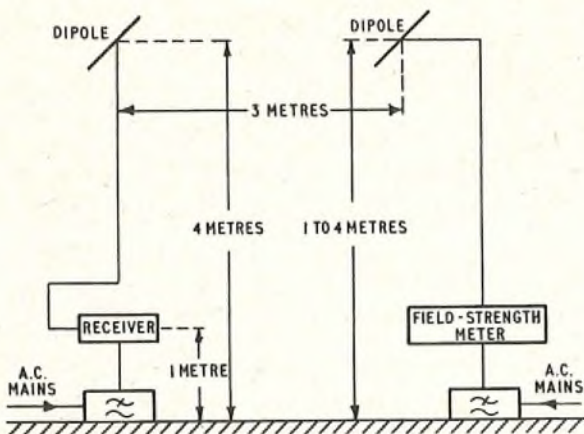 DIPOLE
DIPOLE
3 METRES
4 METRES
1 TO 4 METRES
RECEIVER
1 METRE
FIELD-STRENGTH
METER
A.C.
MAINS
A.C.
MAINS